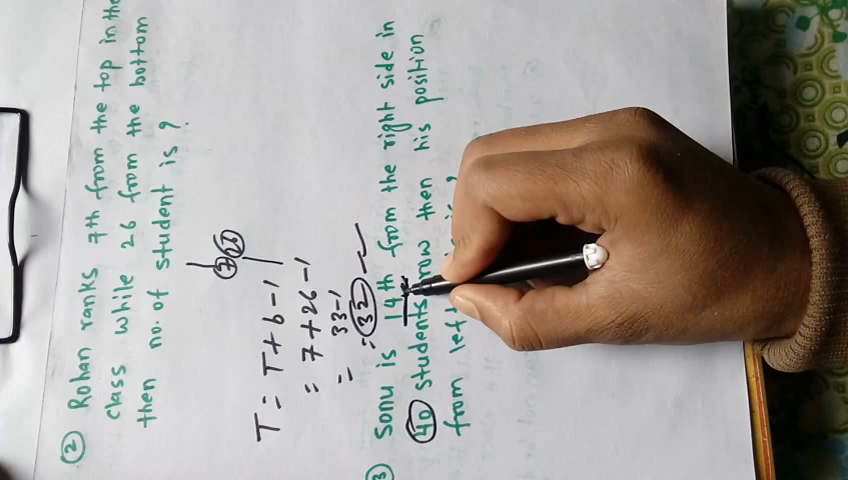 ② Rohan ranks 7th from the top in the
class while 26 from the bottom
then no. of student is ?
7 26
T = T + b - 1
= 7 + 26 - 1
= 33 - 1
= 32
③ Sonu is 14th from the right side in
40 students row then his position
from left is ?